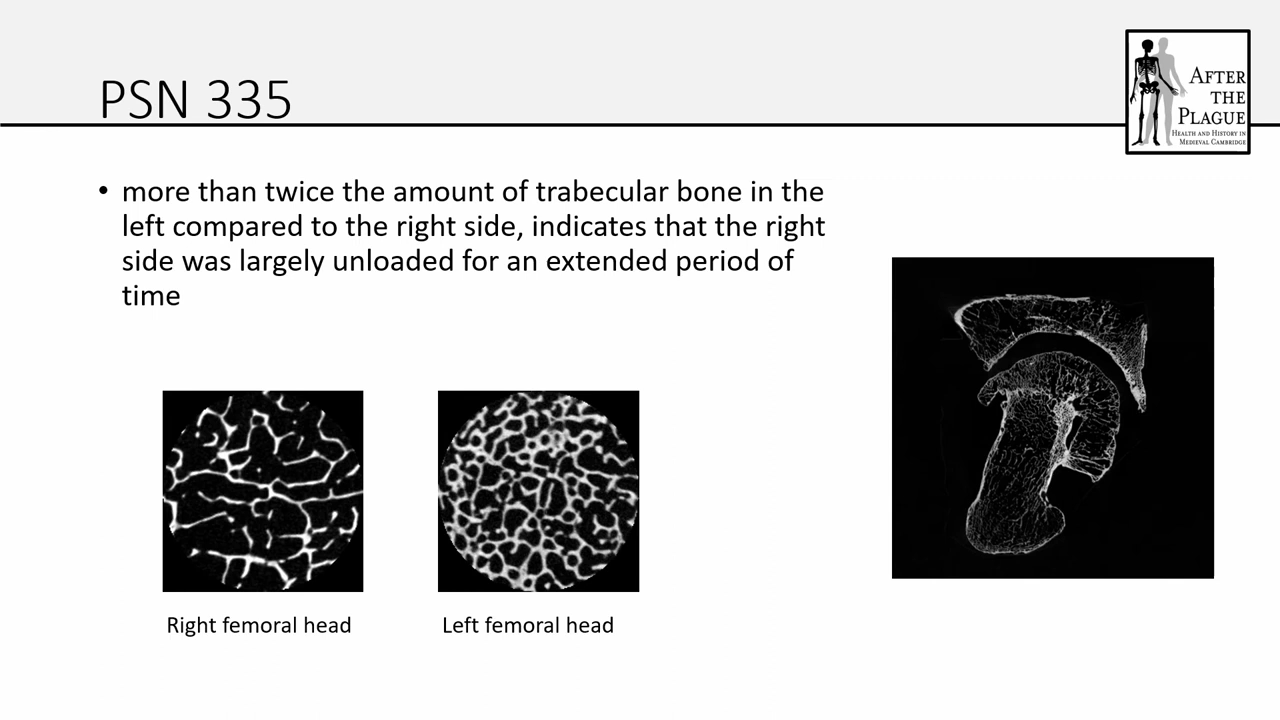 PSN 335
AFTER
THE
PLAGUE
HEALTH AND HISTORY IN
MEDIEVAL CAMBRIDGE
• more than twice the amount of trabecular bone in the
left compared to the right side, indicates that the right
side was largely unloaded for an extended period of
time
Right femoral head
Left femoral head